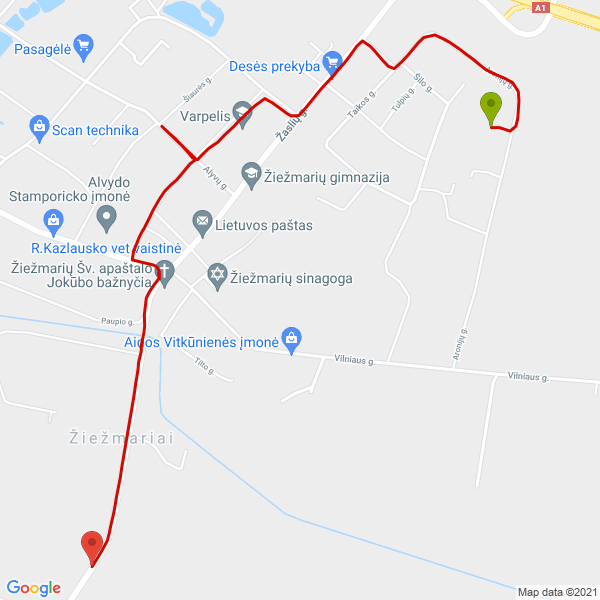 A1
Pasagėlė
Desės prekyba
Šilo g.
Šiaurės g.
Taikos g.
Tulpių g.
Varpelis
Scan technika
Žaslių g.
Alyvų g.
Žiežmarių gimnazija
Alvydo
Stamporicko įmonė
Lietuvos paštas
R.Kazlausko vet vaistinė
Žiežmarių Šv. apaštalo
Jokūbo bažnyčia
Žiežmarių sinagoga
Paupio g.
Aidos Vitkūnienės įmonė
Aronijų g.
Tilto g.
Vilniaus g.
Vilniaus g.
Žiežmariai
Google
Map data ©2021